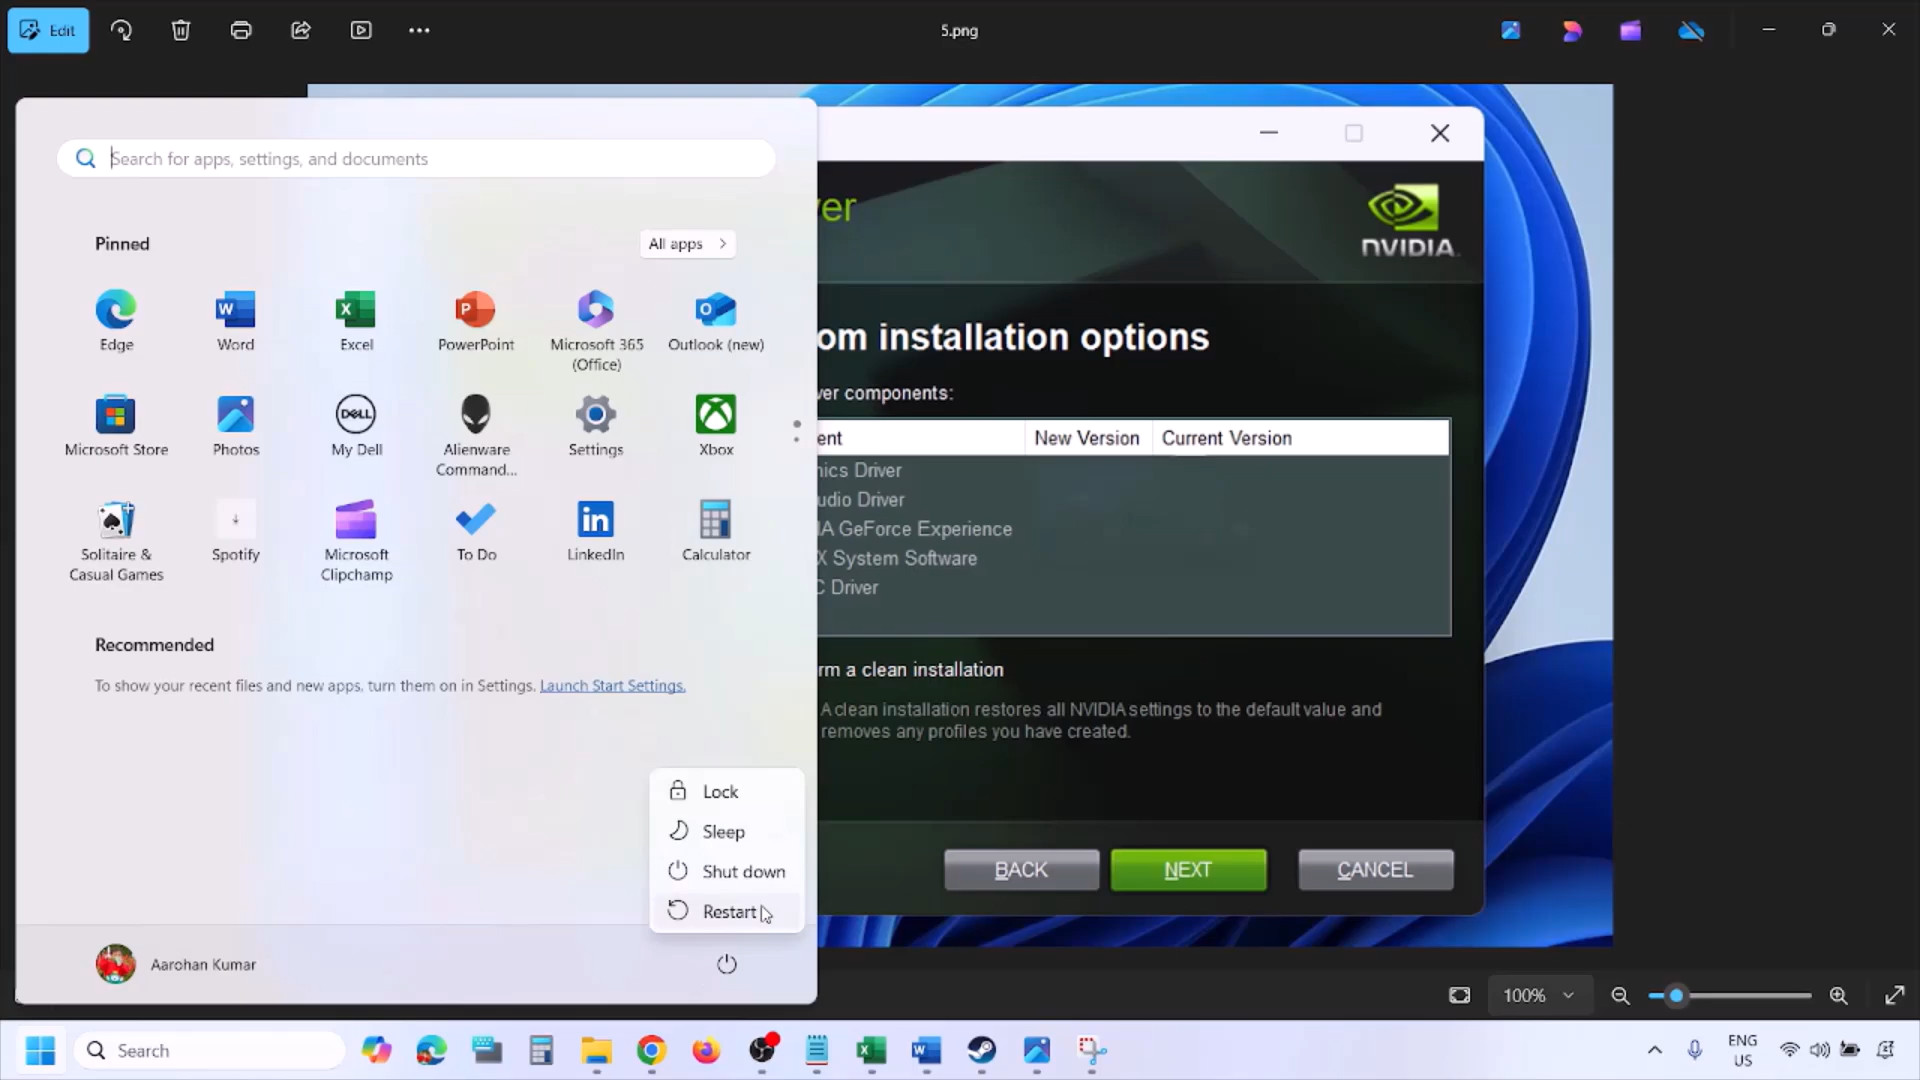 Edit
5.png
Search for apps, settings, and documents
Pinned
All apps
Edge
Word
Excel
PowerPoint
Microsoft 365
(Office)
Outlook (new)
Microsoft Store
Photos
My Dell
Alienware
Command...
Settings
Xbox
Solitaire &
Casual Games
Spotify
Microsoft
Clipchamp
To Do
LinkedIn
Calculator
Recommended
To show your recent files and new apps, turn them on in Settings. Launch Start Settings.
Lock
Sleep
Shut down
Restart
Aarohan Kumar
ver
NVIDIA
om installation options
ver components:
ent New Version Current Version
nics Driver
udio Driver
IA GeForce Experience
X System Software
C Driver
rm a clean installation
A clean installation restores all NVIDIA settings to the default value and
removes any profiles you have created.
BACK
NEXT
CANCEL
100%
Search
ENG
US